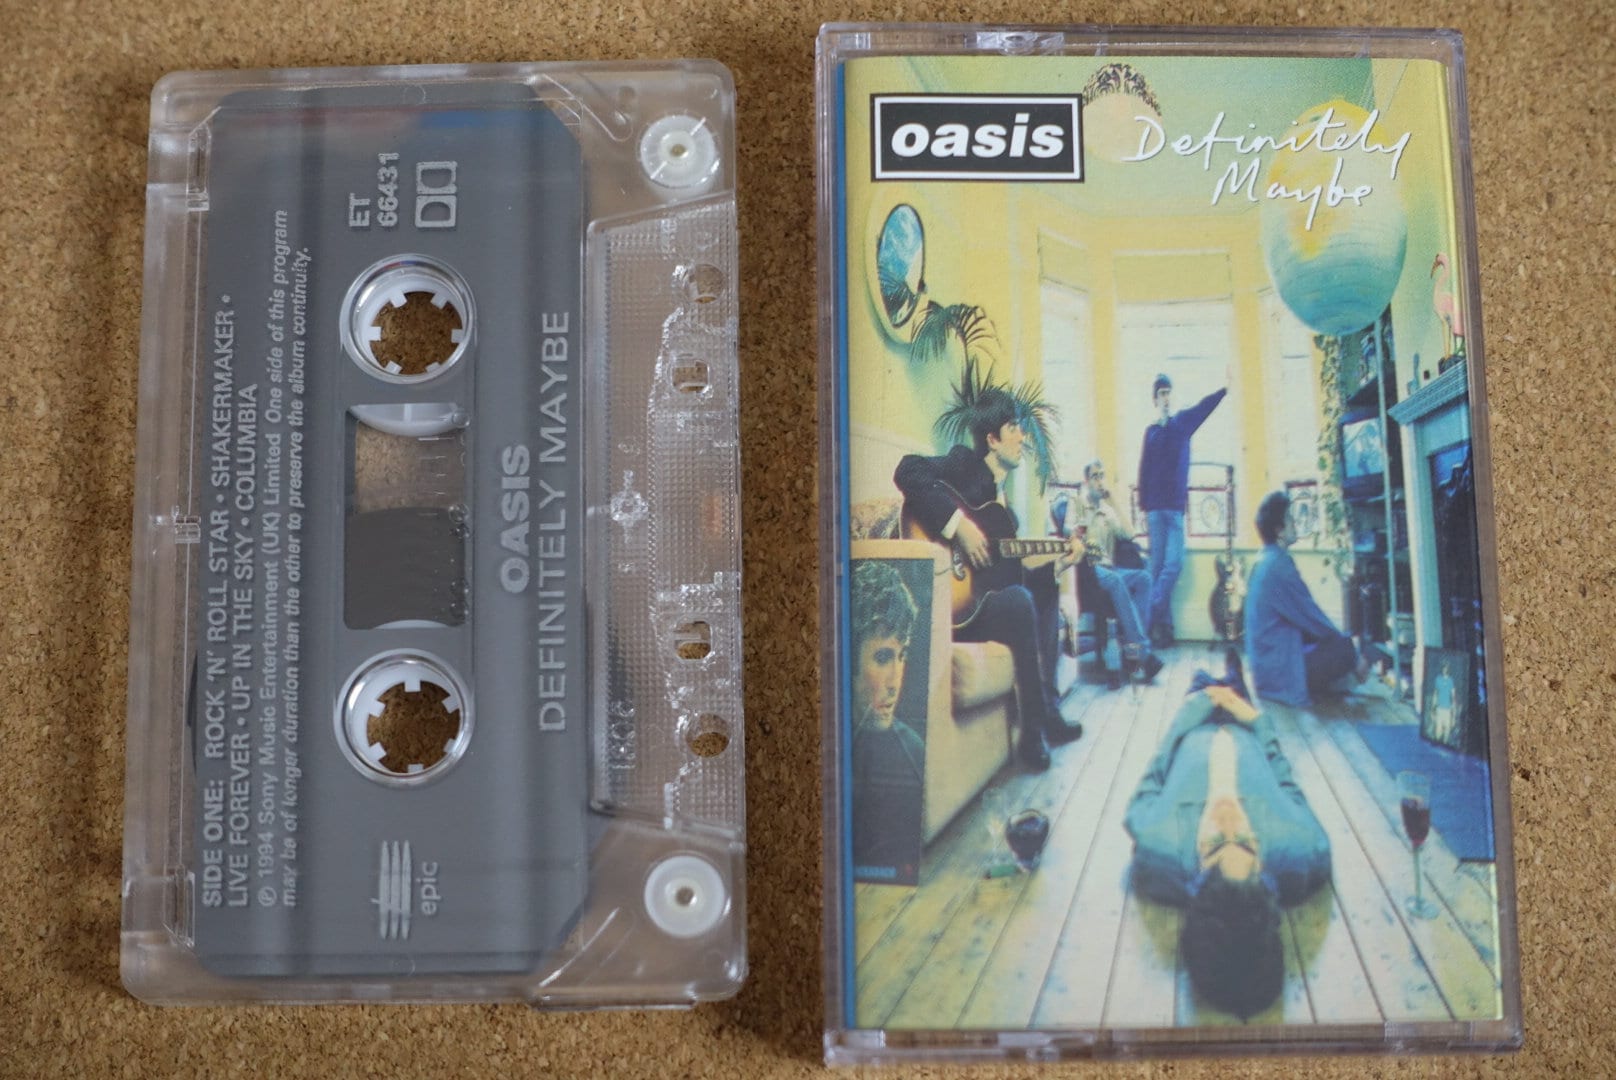 SIDE ONE: ROCK 'N' ROLL STAR • SHAKERMAKER •
LIVE FOREVER • UP IN THE SKY • COLUMBIA
℗ 1994 Sony Music Entertainment (UK) Limited One side of this program
may be of longer duration than the other to preserve the album continuity.
ET
66431
epic
OASIS
DEFINITELY MAYBE
oasis
Definitely
Maybe